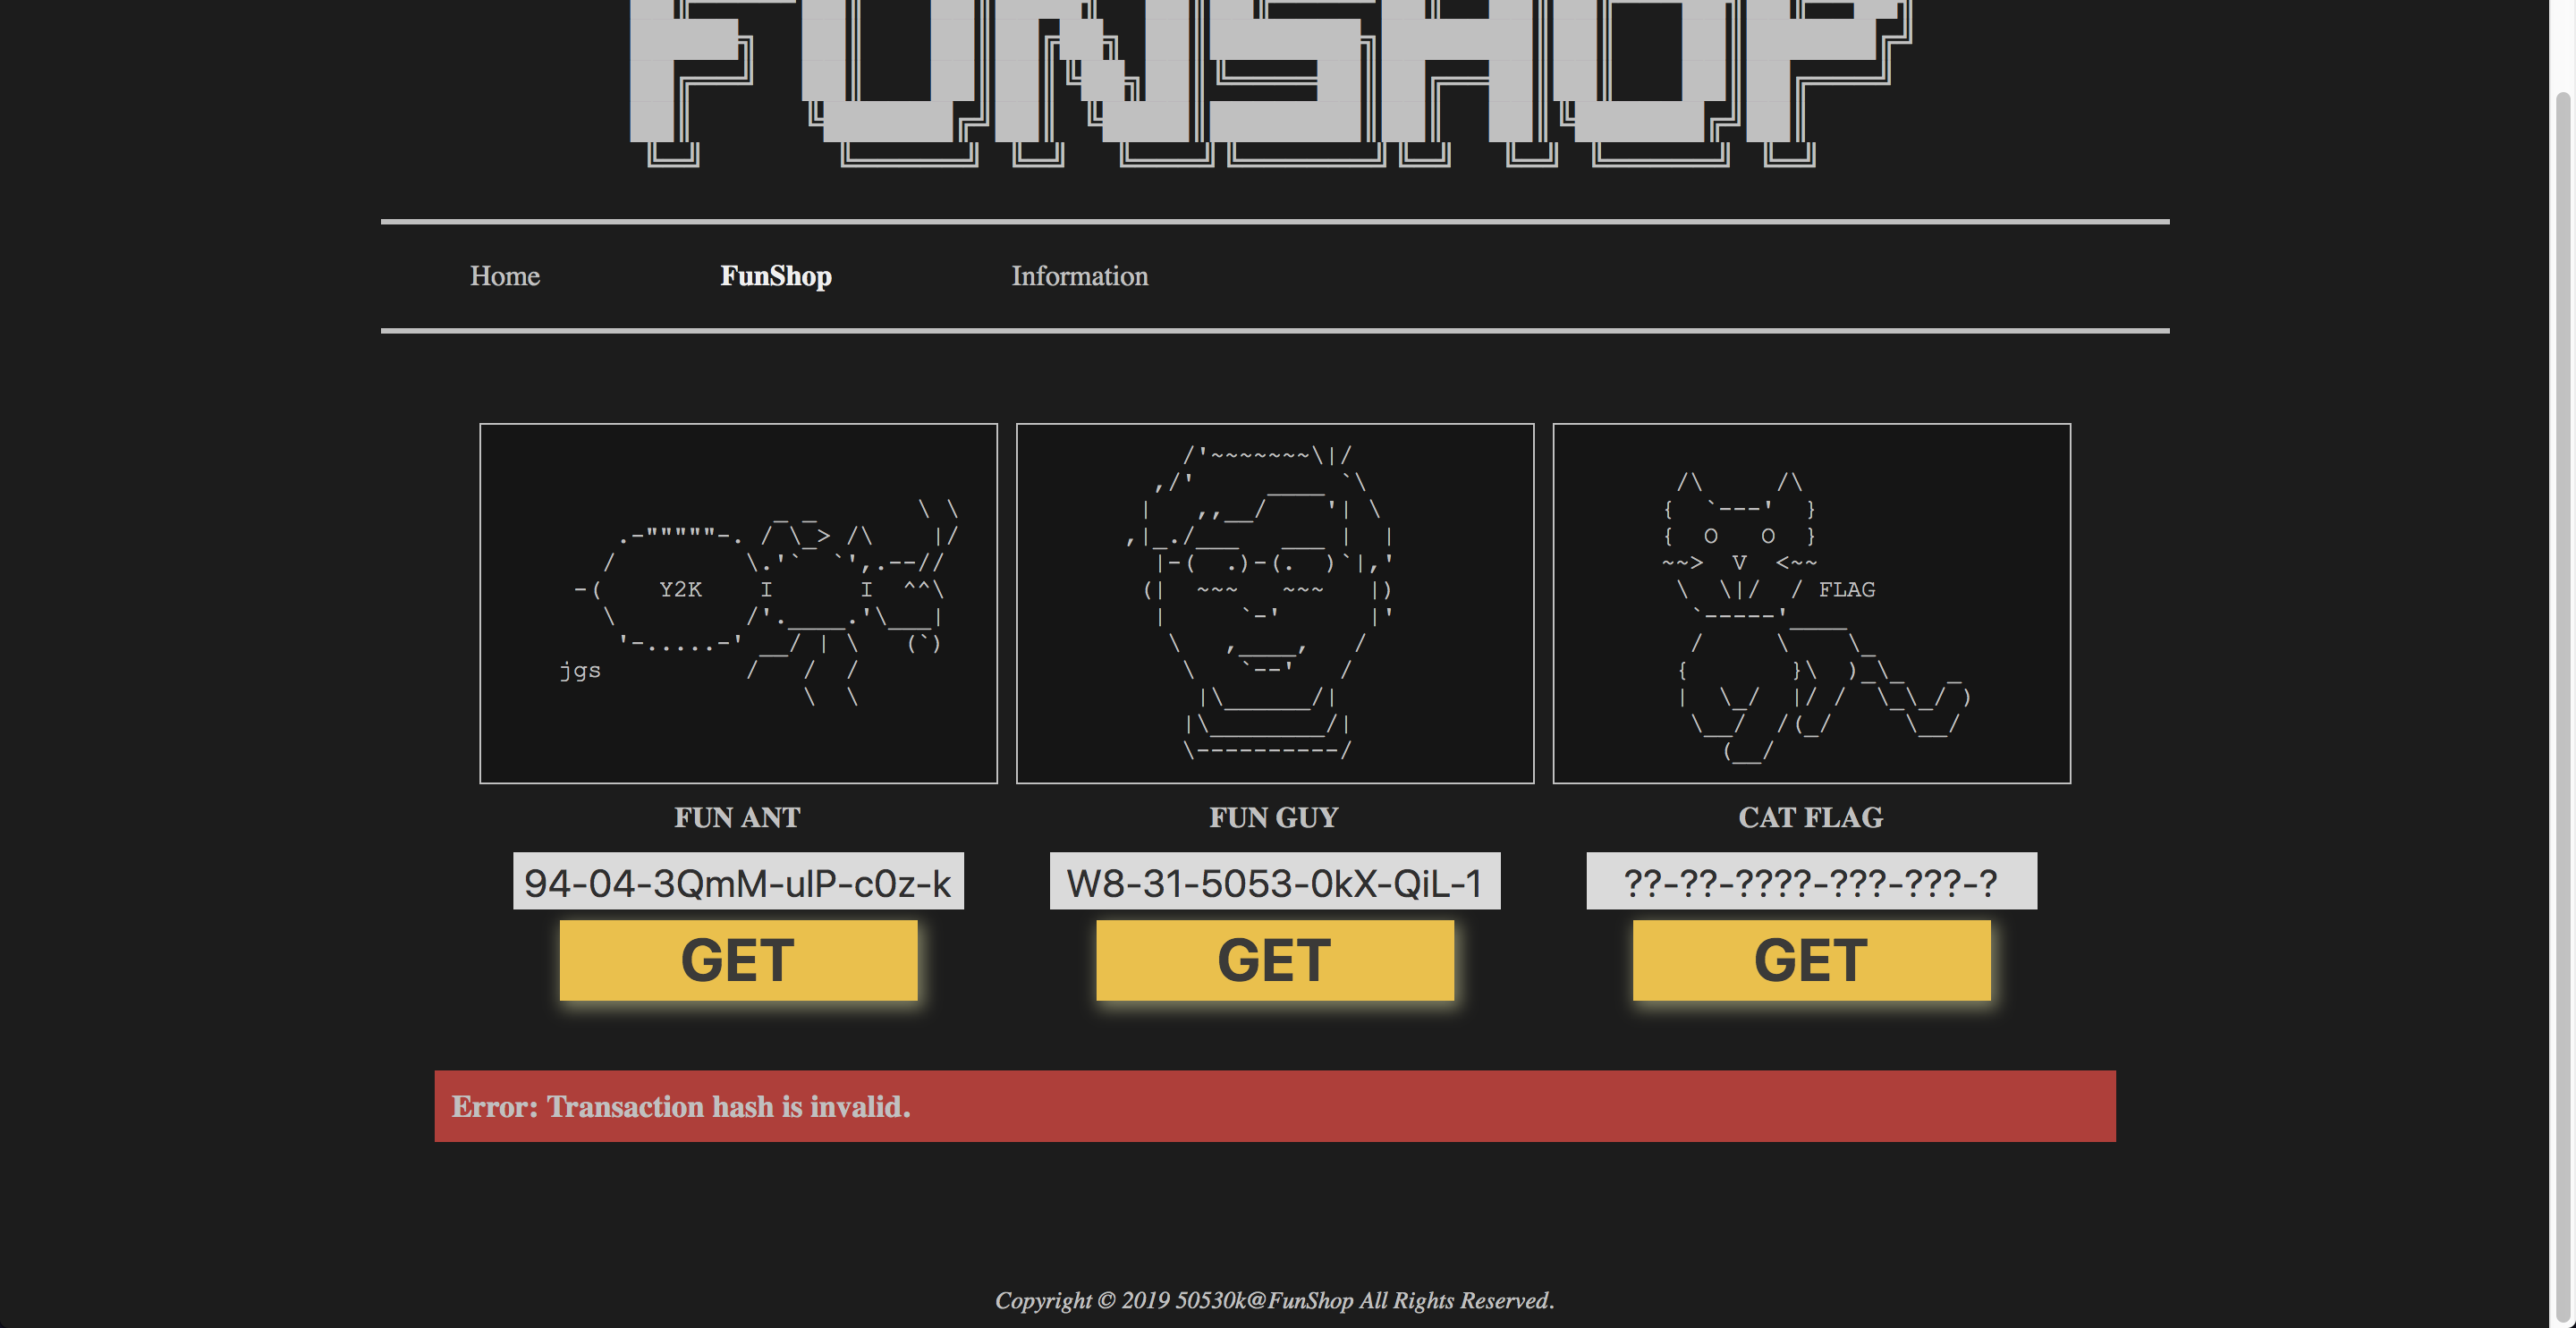 FUNSHOP
Home FunShop Information
Y2K
jgs
FLAG
FUN ANT
FUN GUY
CAT FLAG
94-04-3QmM-ulP-c0z-k
W8-31-5053-0kX-QiL-1
??-??-????-???-???-?
GET
GET
GET
Error: Transaction hash is invalid.
Copyright © 2019 50530k@FunShop All Rights Reserved.